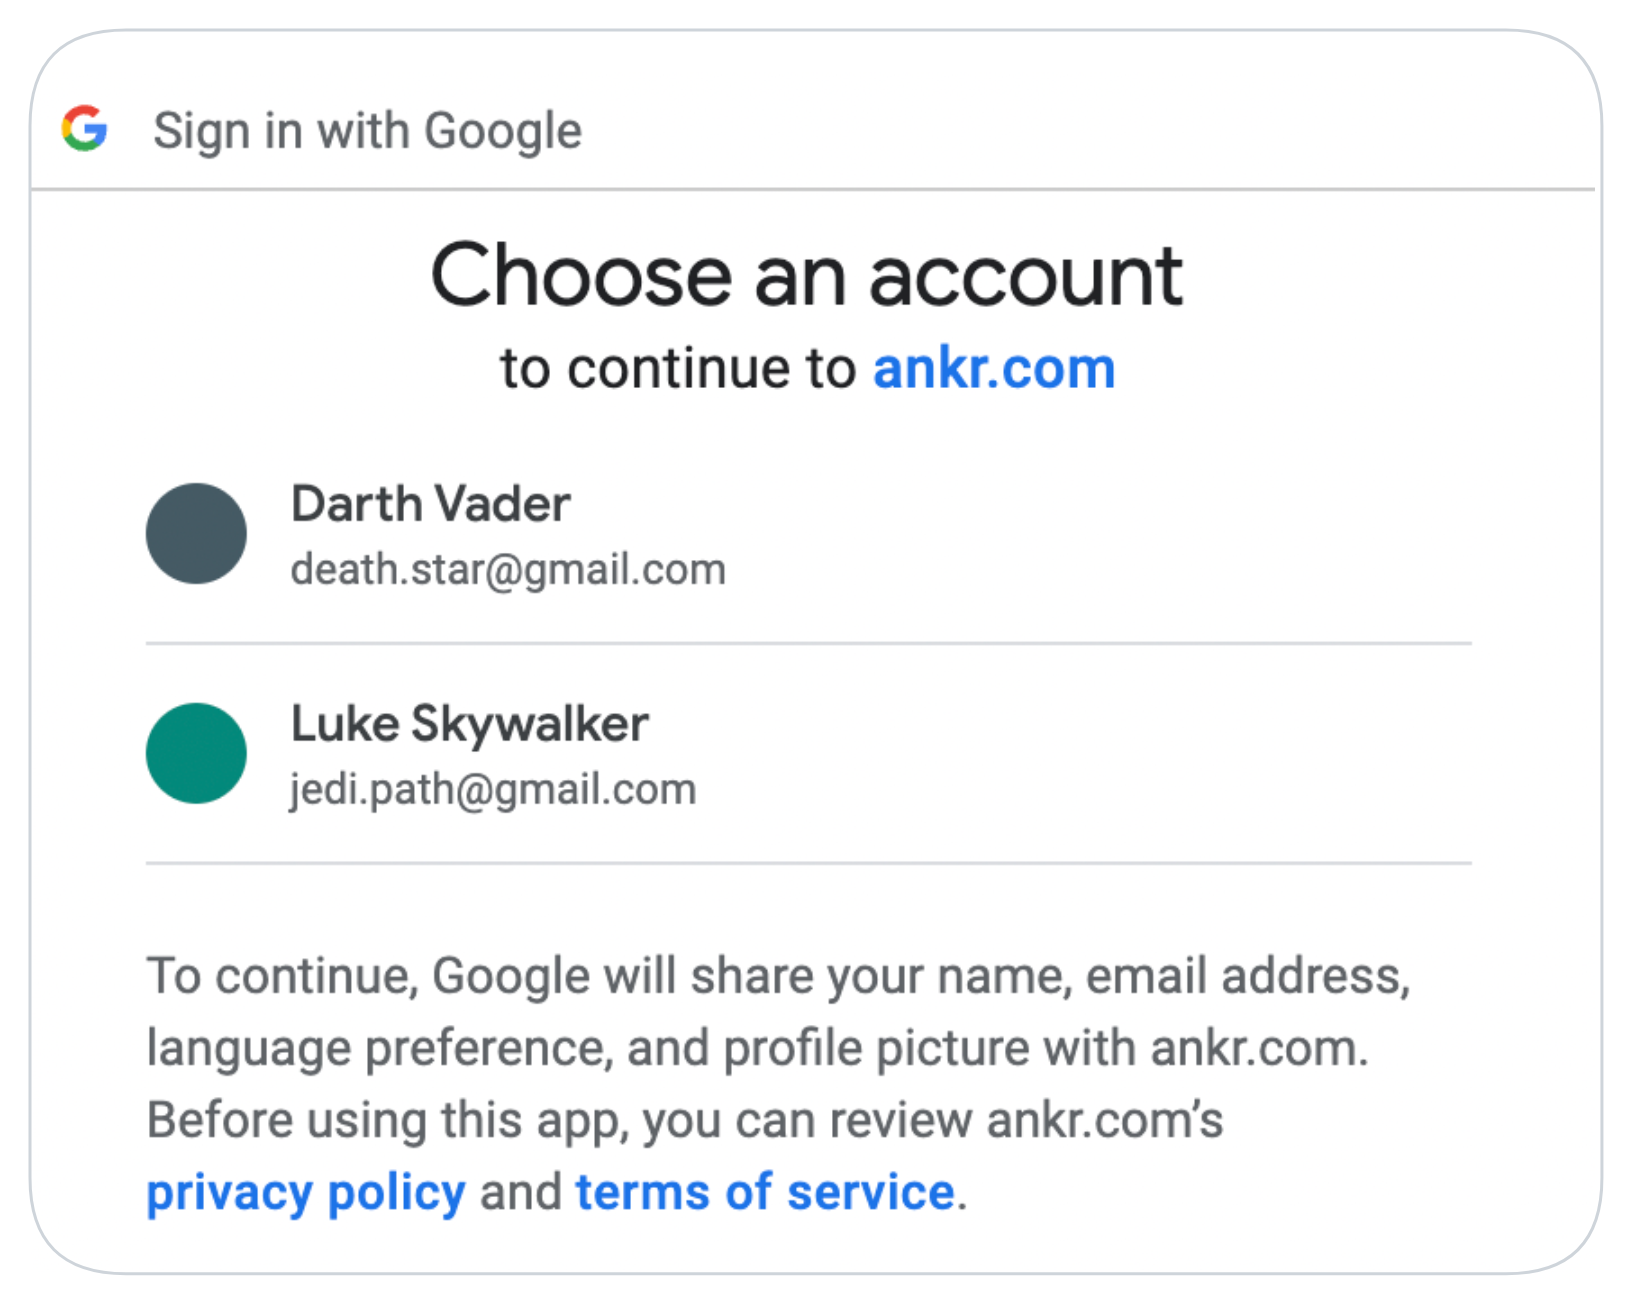 Sign in with Google
Choose an account
to continue to ankr.com
Darth Vader
death.star@gmail.com
Luke Skywalker
jedi.path@gmail.com
To continue, Google will share your name, email address,
language preference, and profile picture with ankr.com.
Before using this app, you can review ankr.com’s
privacy policy and terms of service.